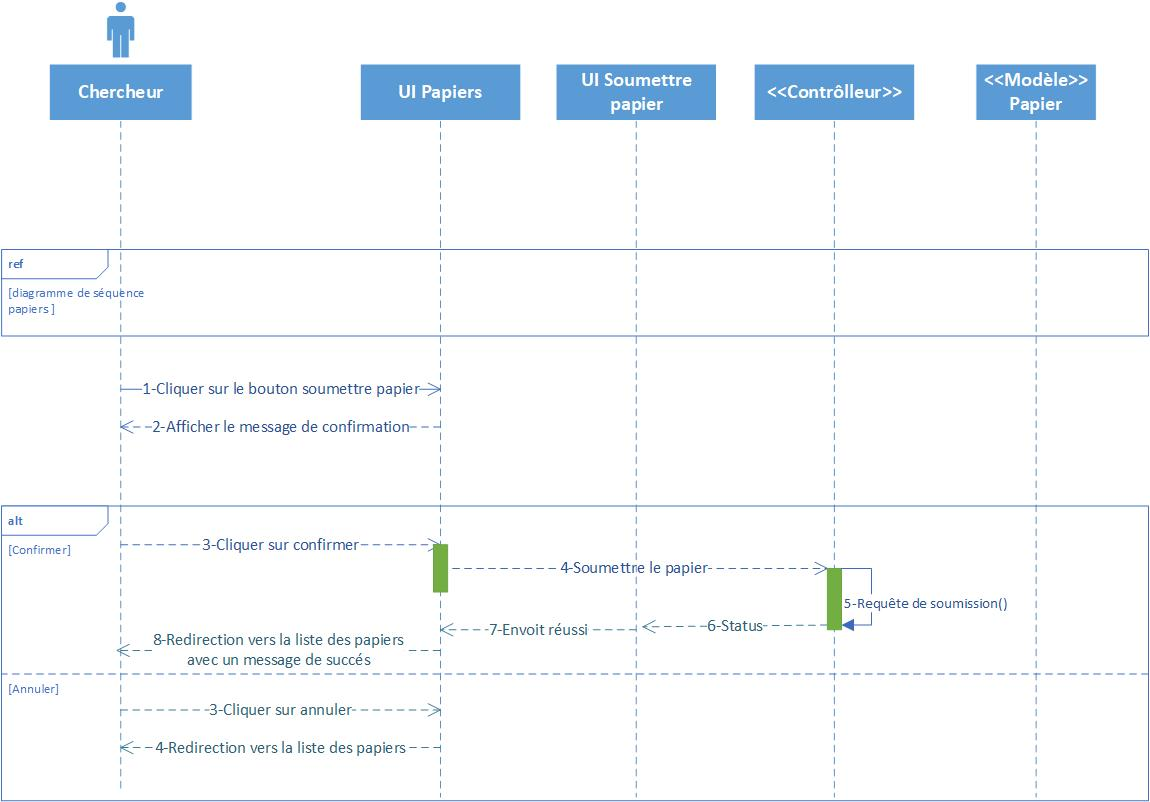 Chercheur
UI Papiers
UI Soumettre
papier
<<Contrôlleur>>
<<Modèle>>
Papier
ref
[diagramme de séquence
papiers ]
1-Cliquer sur le bouton soumettre papier
2-Afficher le message de confirmation
alt
[Confirmer]
3-Cliquer sur confirmer
4-Soumettre le papier
5-Requête de soumission()
6-Status
7-Envoit réussi
8-Redirection vers la liste des papiers
avec un message de succés
[Annuler]
3-Cliquer sur annuler
4-Redirection vers la liste des papiers